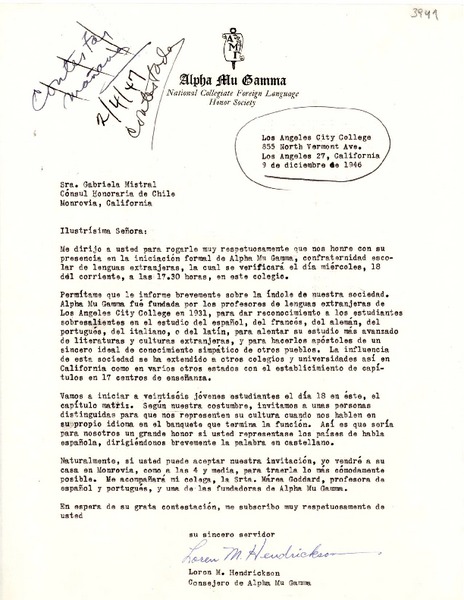 3941
contestar
mañana
2/4/47
contestada
A M Γ
Alpha Mu Gamma
National Collegiate Foreign Language
Honor Society
Los Angeles City College
855 North Vermont Ave.
Los Angeles 27, California
9 de diciembre de 1946
Sra. Gabriela Mistral
Cónsul Honoraria de Chile
Monrovia, California
Ilustrísima Señora:
Me dirijo a usted para rogarle muy respetuosamente que nos honre con su
presencia en la iniciación formal de Alpha Mu Gamma, confraternidad esco-
lar de lenguas extranjeras, la cual se verificará el día miércoles, 18
del corriente, a las 17.30 horas, en este colegio.
Permítame que le informe brevemente sobre la índole de nuestra sociedad.
Alpha Mu Gamma fué fundada por los profesores de lenguas extranjeras de
Los Angeles City College en 1931, para dar reconocimiento a los estudiantes
sobresalientes en el estudio del español, del francés, del alemán, del
portugués, del italiano, o del latín, para alentar su estudio más avanzado
de literaturas y culturas extranjeras, y para hacerlos apóstoles de un
sincero ideal de conocimiento simpático de otros pueblos. La influencia
de esta sociedad se ha extendido a otros colegios y universidades así en
California como en varios otros estados con el establecimiento de capí-
tulos en 17 centros de enseñanza.
Vamos a iniciar a veintiséis jóvenes estudiantes el día 18 en éste, el
capítulo matriz. Según nuestra costumbre, invitamos a unas personas
distinguidas para que nos representen su cultura cuando nos hablen en
su propio idioma en el banquete que termina la función. Así es que sería
para nosotros un grande honor si usted representase los países de habla
española, dirigiéndonos brevemente la palabra en castellano.
Naturalmente, si usted puede aceptar nuestra invitación, yo vendré a su
casa en Monrovia, como a las 4 y media, para traerla lo más cómodamente
posible. Me acompañará mi colega, la Srta. Márea Goddard, profesora de
español y portugués, y una de las fundadoras de Alpha Mu Gamma.
En espera de su grata contestación, me subscribo muy respetuosamente de
usted
su sincero servidor
Loren M. Hendrickson
Loron M. Hendrickson
Consejero de Alpha Mu Gamma